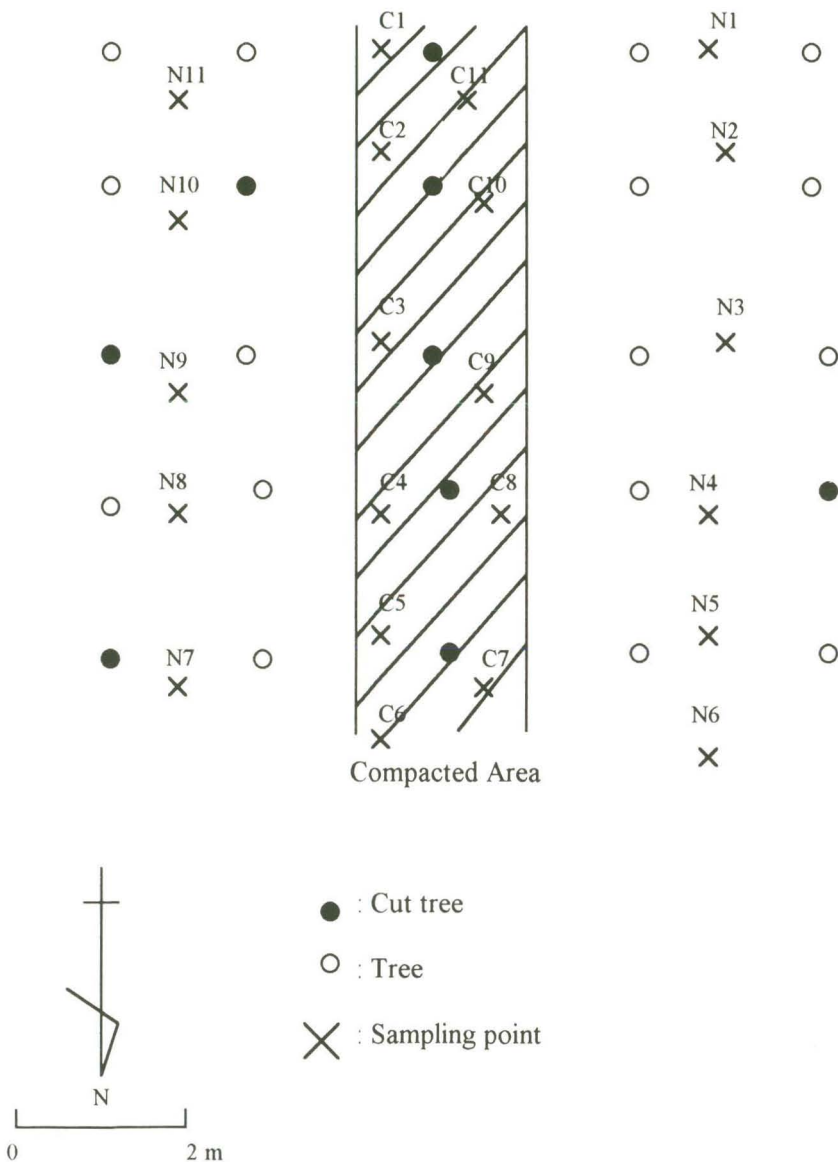 C1
N1
N11
C11
C2
N2
N10
C10
C3
N3
N9
C9
N8
C4
C8
N4
C5
N5
N7
C7
C6
N6
Compacted Area
: Cut tree
: Tree
: Sampling point
N
0 2 m